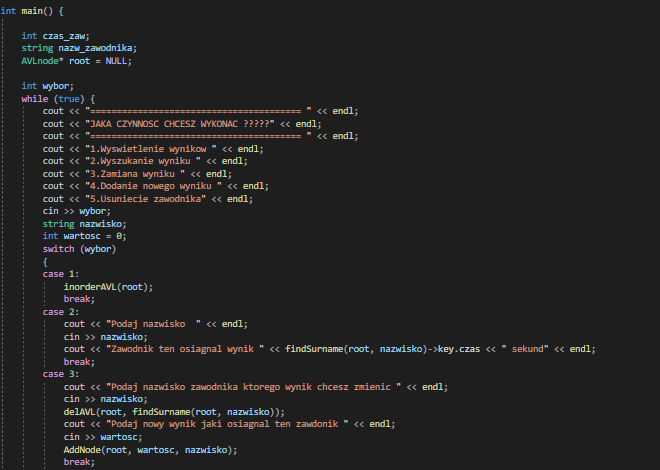 int main() {
int czas_zaw;
string nazw_zawodnika;
AVLnode* root = NULL;
int wybor;
while (true) {
cout << "======================================== " << endl;
cout << "JAKA CZYNNOSC CHCESZ WYKONAC ?????" << endl;
cout << "======================================== " << endl;
cout << "1.Wyswietlenie wynikow " << endl;
cout << "2.Wyszukanie wyniku " << endl;
cout << "3.Zamiana wyniku " << endl;
cout << "4.Dodanie nowego wyniku " << endl;
cout << "5.Usuniecie zawodnika" << endl;
cin >> wybor;
string nazwisko;
int wartosc = 0;
switch (wybor)
{
case 1:
inorderAVL(root);
break;
case 2:
cout << "Podaj nazwisko  " << endl;
cin >> nazwisko;
cout << "Zawodnik ten osiagnal wynik " << findSurname(root, nazwisko)->key.czas << " sekund" << endl;
break;
case 3:
cout << "Podaj nazwisko zawodnika ktorego wynik chcesz zmienic " << endl;
cin >> nazwisko;
delAVL(root, findSurname(root, nazwisko));
cout << "Podaj nowy wynik jaki osiagnal ten zawdonik " << endl;
cin >> wartosc;
AddNode(root, wartosc, nazwisko);
break;